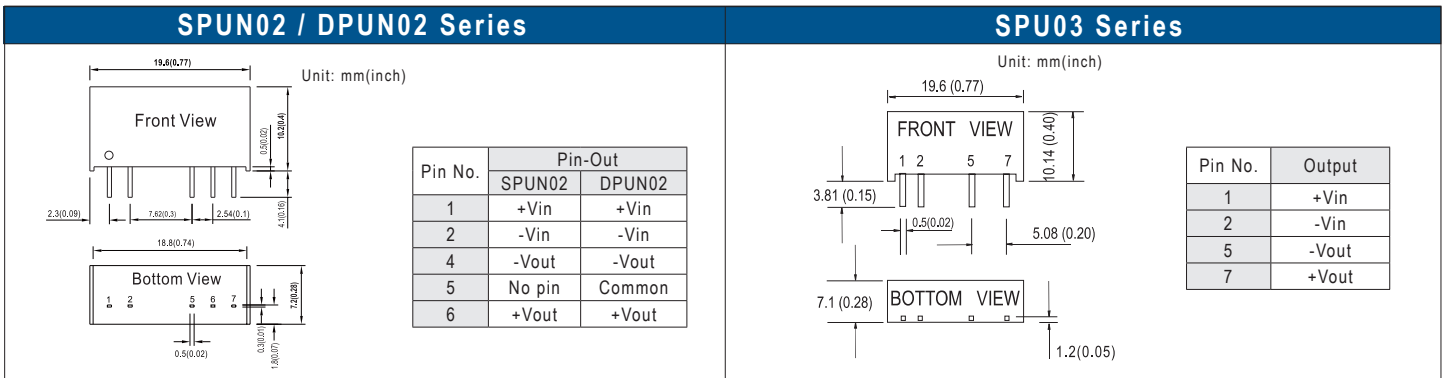 SPUN02 / DPUN02 Series
19.6(0.77)
Unit: mm(inch)
Front View
0.5(0.02)
10.2(0.4)
2.3(0.09)
7.62(0.3)
2.54(0.1)
4.1(0.16)
18.8(0.74)
Bottom View
1 2 5 6 7
7.2(0.28)
0.5(0.02)
0.3(0.01)
1.8(0.07)
Pin No. Pin-Out
SPUN02 DPUN02
1 +Vin +Vin
2 -Vin -Vin
4 -Vout -Vout
5 No pin Common
6 +Vout +Vout
SPU03 Series
Unit: mm(inch)
19.6 (0.77)
FRONT VIEW
1 2 5 7
10.14 (0.40)
3.81 (0.15)
0.5(0.02)
5.08 (0.20)
7.1 (0.28)
BOTTOM VIEW
1.2(0.05)
Pin No. Output
1 +Vin
2 -Vin
5 -Vout
7 +Vout